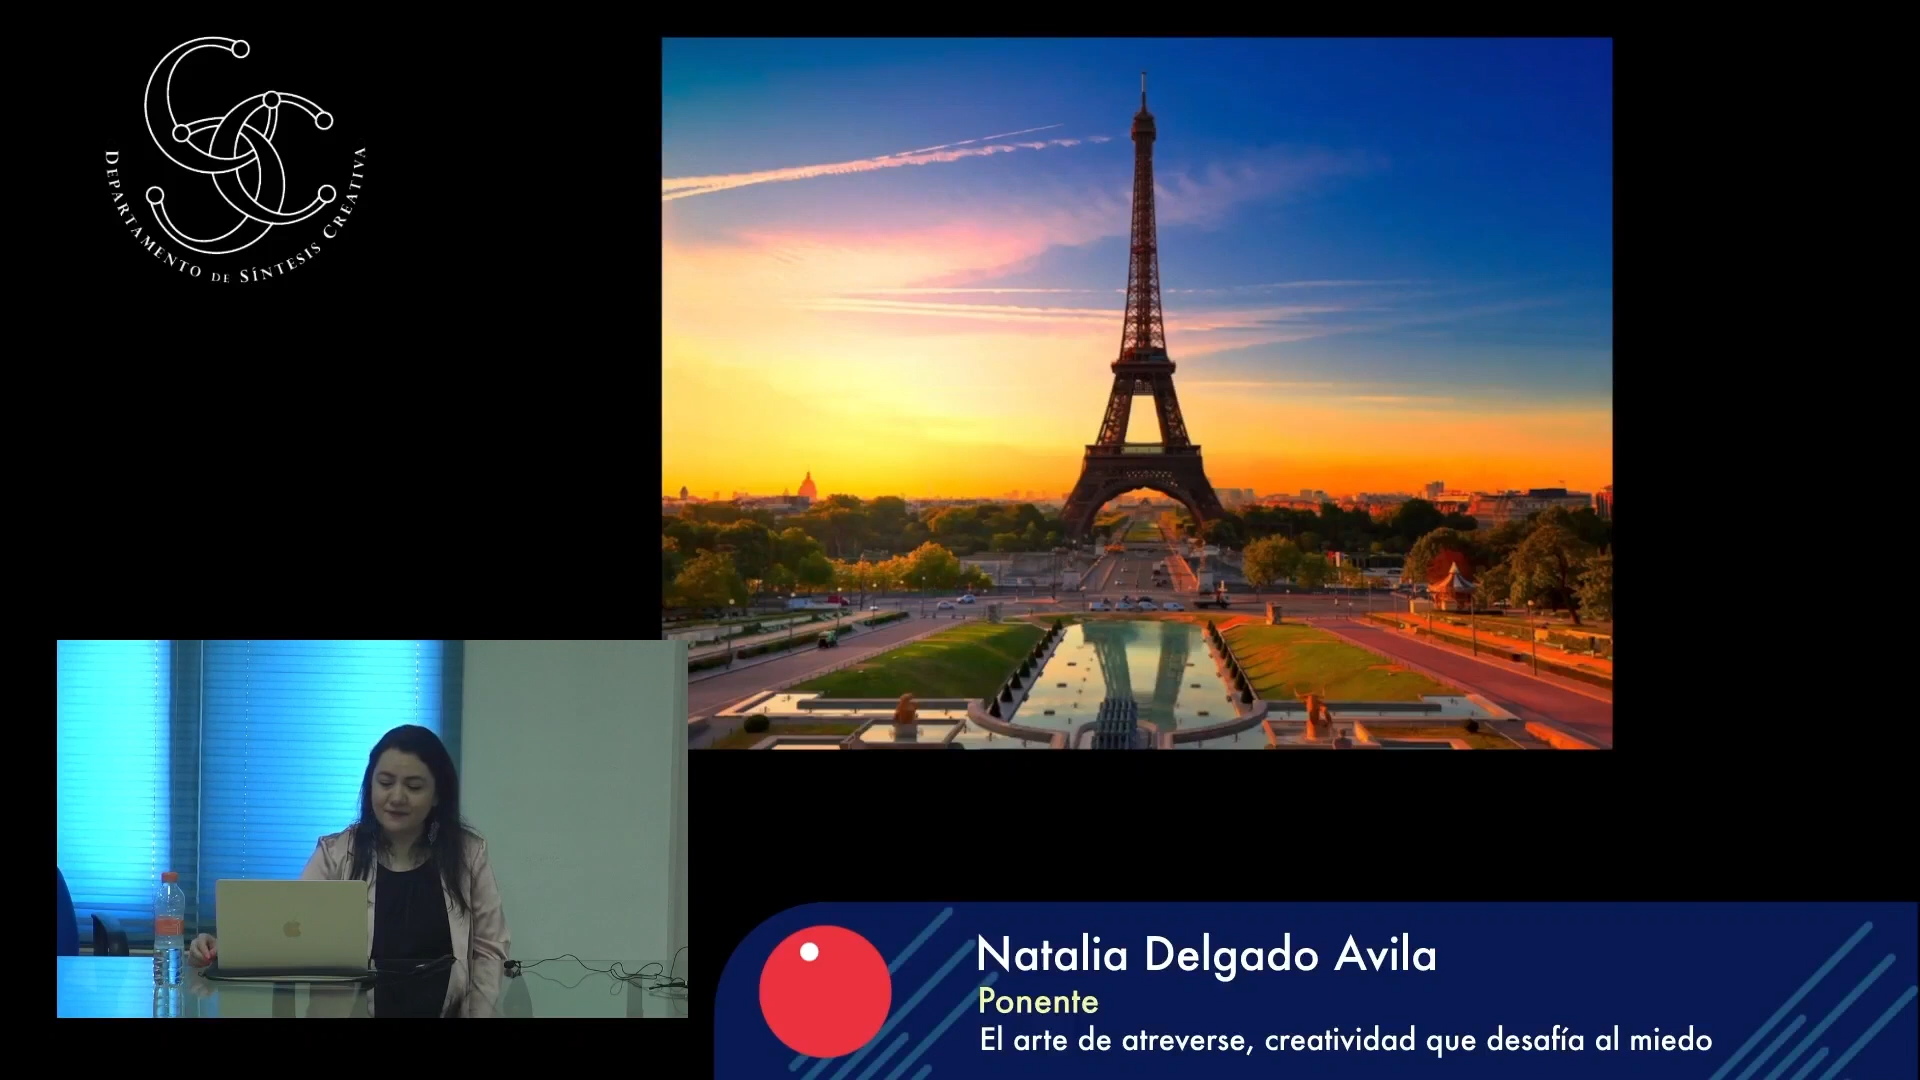 DEPARTAMENTO DE SÍNTESIS CREATIVA
Natalia Delgado Avila
Ponente
El arte de atreverse, creatividad que desafía al miedo